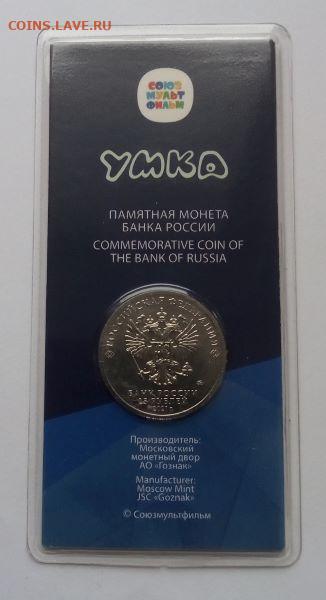 COINS.LAVE.RU
СОЮЗ
МУЛЬТ
ФИЛЬМ
УМКА
ПАМЯТНАЯ МОНЕТА
БАНКА РОССИИ
COMMEMORATIVE COIN OF
THE BANK OF RUSSIA
РОССИЙСКАЯ ФЕДЕРАЦИЯ
БАНК РОССИИ
25 РУБЛЕЙ
2021 г.
Производитель:
Московский
монетный двор
АО «Гознак»
Manufacturer:
Moscow Mint
JSC «Goznak»
© Союзмультфильм